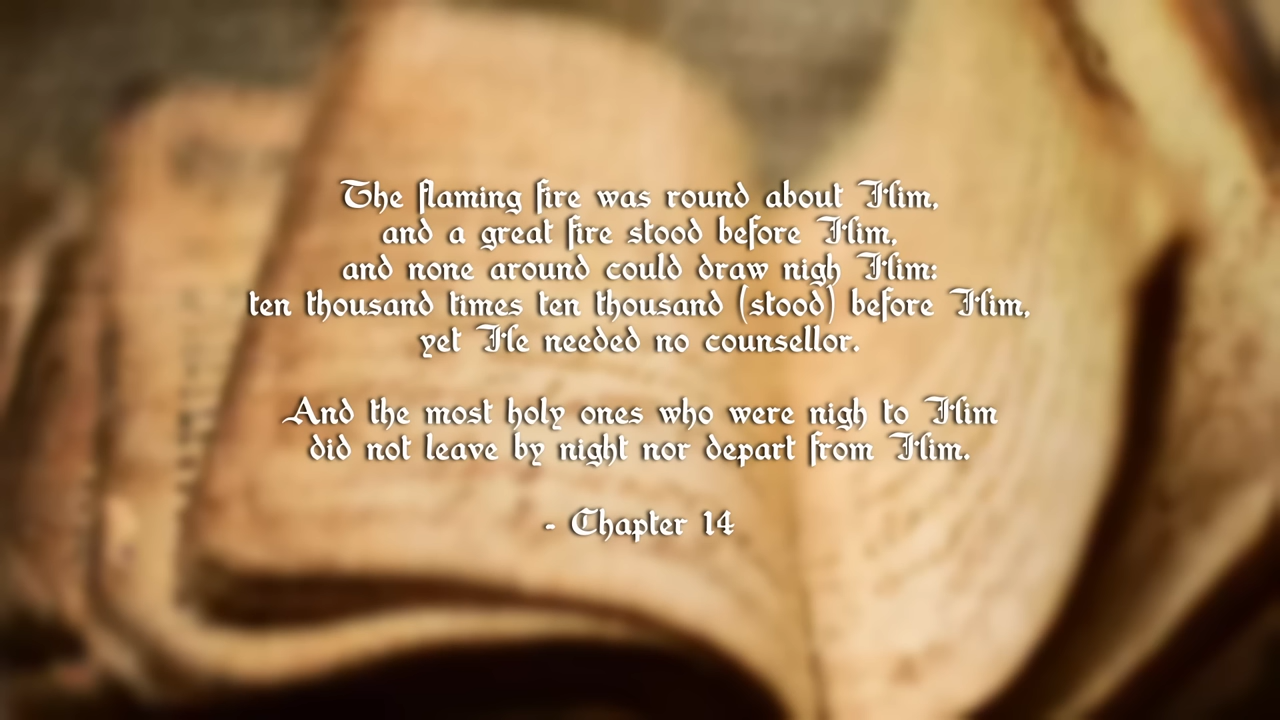 The flaming fire was round about Him,
and a great fire stood before Him,
and none around could draw nigh Him:
ten thousand times ten thousand (stood) before Him,
yet He needed no counsellor.
And the most holy ones who were nigh to Him
did not leave by night nor depart from Him.
- Chapter 14